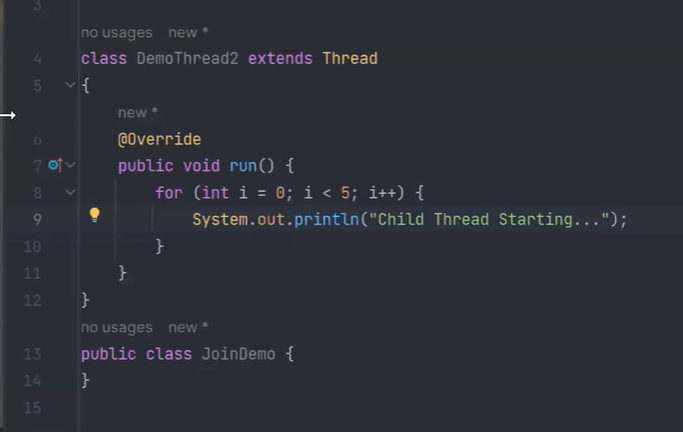 3
no usages new *
4 class DemoThread2 extends Thread
5 {
new *
6 @Override
7 public void run() {
8 for (int i = 0; i < 5; i++) {
9 System.out.println("Child Thread Starting...");
10 }
11 }
12 }
no usages new *
13 public class JoinDemo {
14 }
15